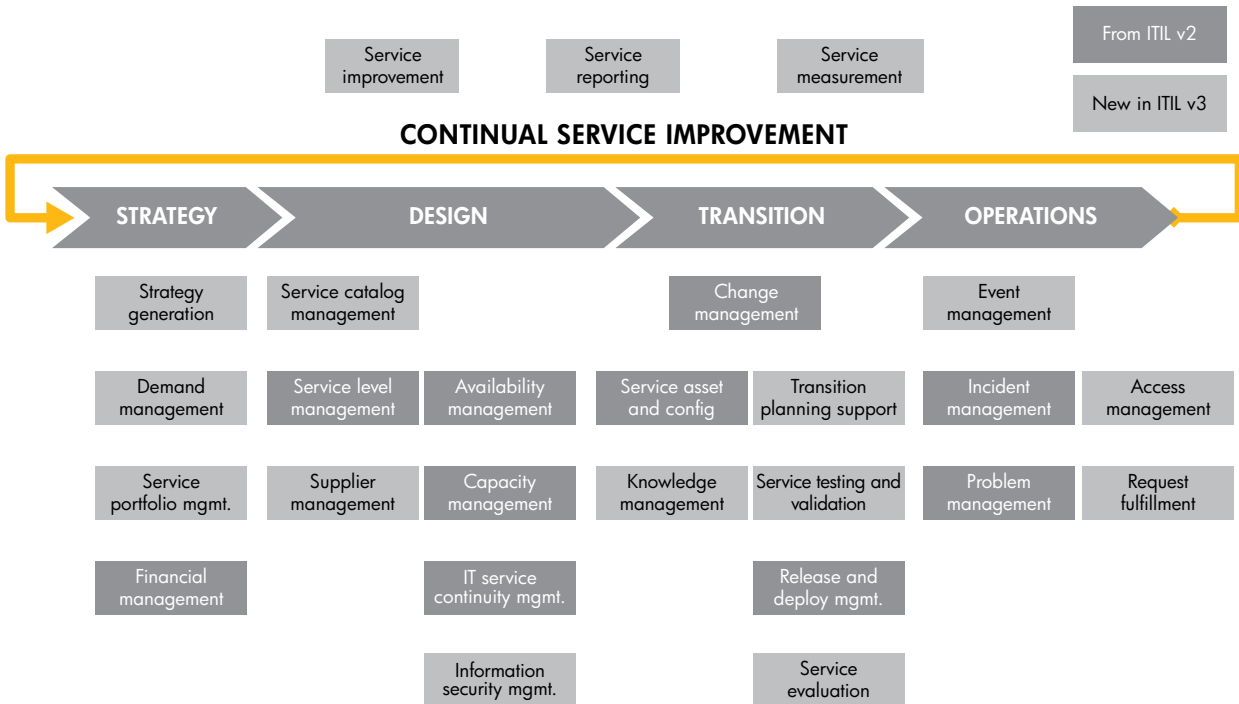 From ITIL v2
Service
improvement
Service
reporting
Service
measurement
New in ITIL v3
CONTINUAL SERVICE IMPROVEMENT
STRATEGY
DESIGN
TRANSITION
OPERATIONS
Strategy
generation
Service catalog
management
Change
management
Event
management
Demand
management
Service level
management
Availability
management
Service asset
and config
Transition
planning support
Incident
management
Access
management
Service
portfolio mgmt.
Supplier
management
Capacity
management
Knowledge
management
Service testing and
validation
Problem
management
Request
fulfillment
Financial
management
IT service
continuity mgmt.
Release and
deploy mgmt.
Information
security mgmt.
Service
evaluation